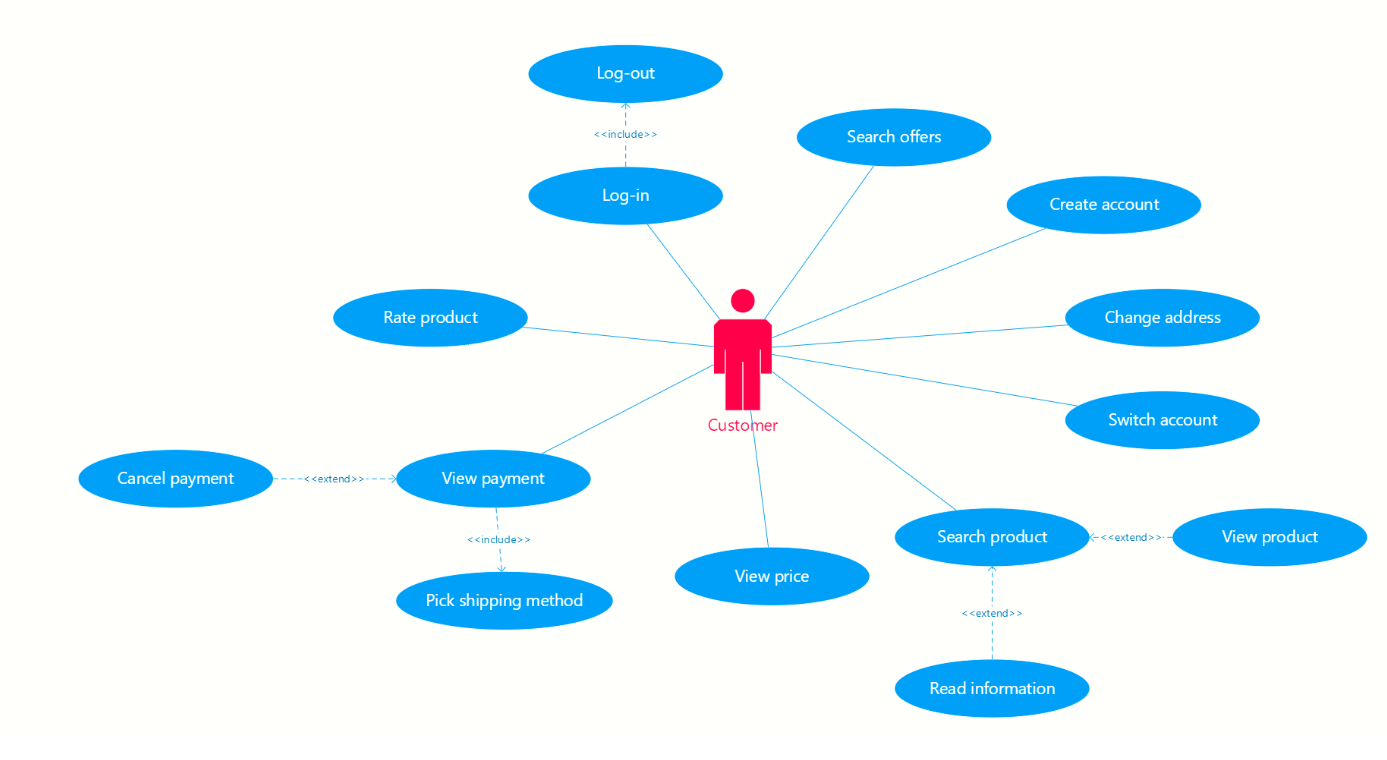 Log-out
<<include>>
Search offers
Log-in
Create account
Rate product
Change address
Customer
Switch account
Cancel payment
<<extend>>
View payment
<<include>>
Search product
<<extend>>
View product
View price
Pick shipping method
<<extend>>
Read information